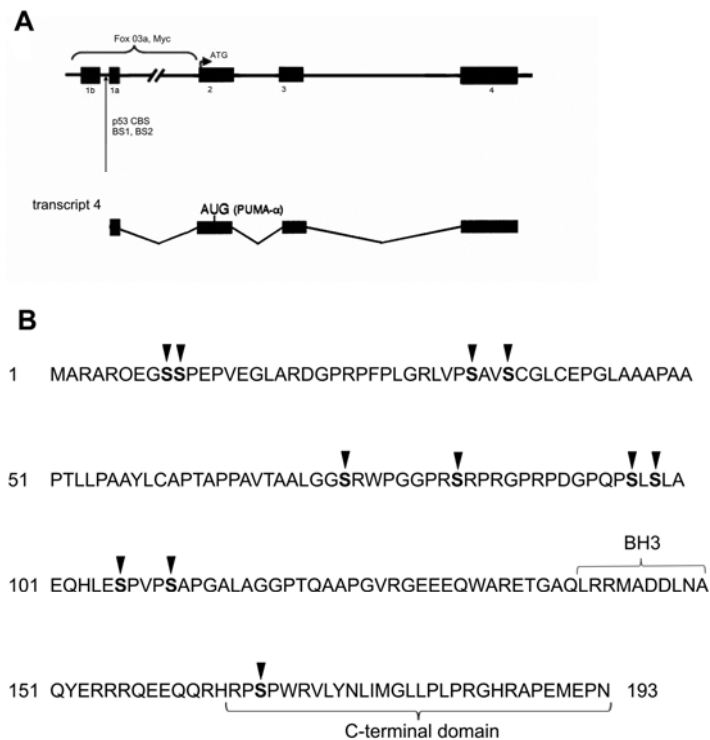 A
Fox 03a, Myc
ATG
1b 1a 2 3 4
p53 CBS
BS1, BS2
transcript 4
AUG (PUMA-α)
B
1 MARAROEGSSPEPVEGLARDGPRPFPLGRLVPSAVSCGLCEPGLAAAPAA
51 PTLLPAAYLCAPTAPPAVTAALGGSRWPGGPRSRPRGPRPDGPQPSLSLA
BH3
101 EQHLESPVPSAPGALAGGPTQAAPGVRGEEEQWARETGAQLRRMADDLNA
151 QYERRRQEEQQRHRPSPWRVLYNLIMGLLPLPRGHRAPEMEPN 193
C-terminal domain